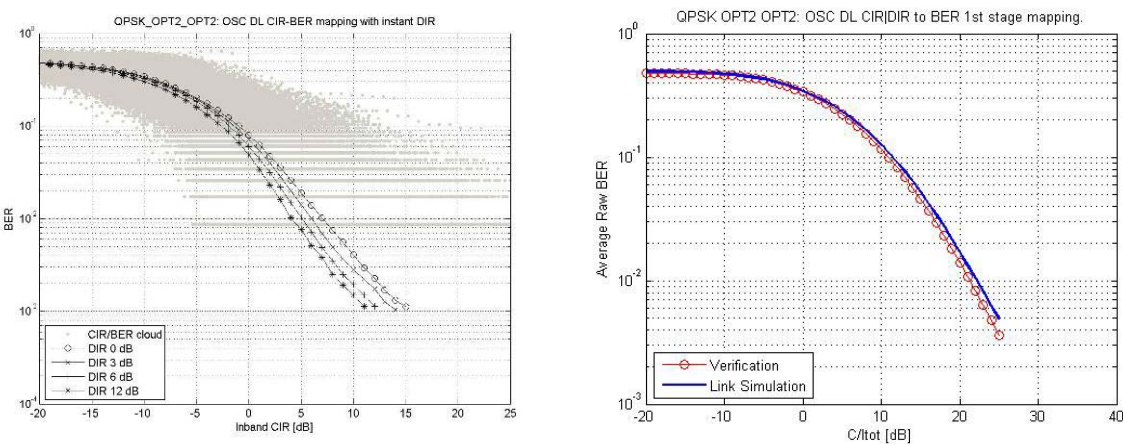 QPSK_OPT2_OPT2: OSC DL CIR-BER mapping with instant DIR
10^0
10^-1
10^-2
10^-3
10^-4
BER
CIR/BER cloud
DIR 0 dB
DIR 3 dB
DIR 6 dB
DIR 12 dB
-20 -15 -10 -5 0 5 10 15 20 25
Inband CIR [dB]
QPSK OPT2 OPT2: OSC DL CIR|DIR to BER 1st stage mapping.
10^0
10^-1
10^-2
10^-3
Average Raw BER
Verification
Link Simulation
-20 -10 0 10 20 30 40
C/Itot [dB]